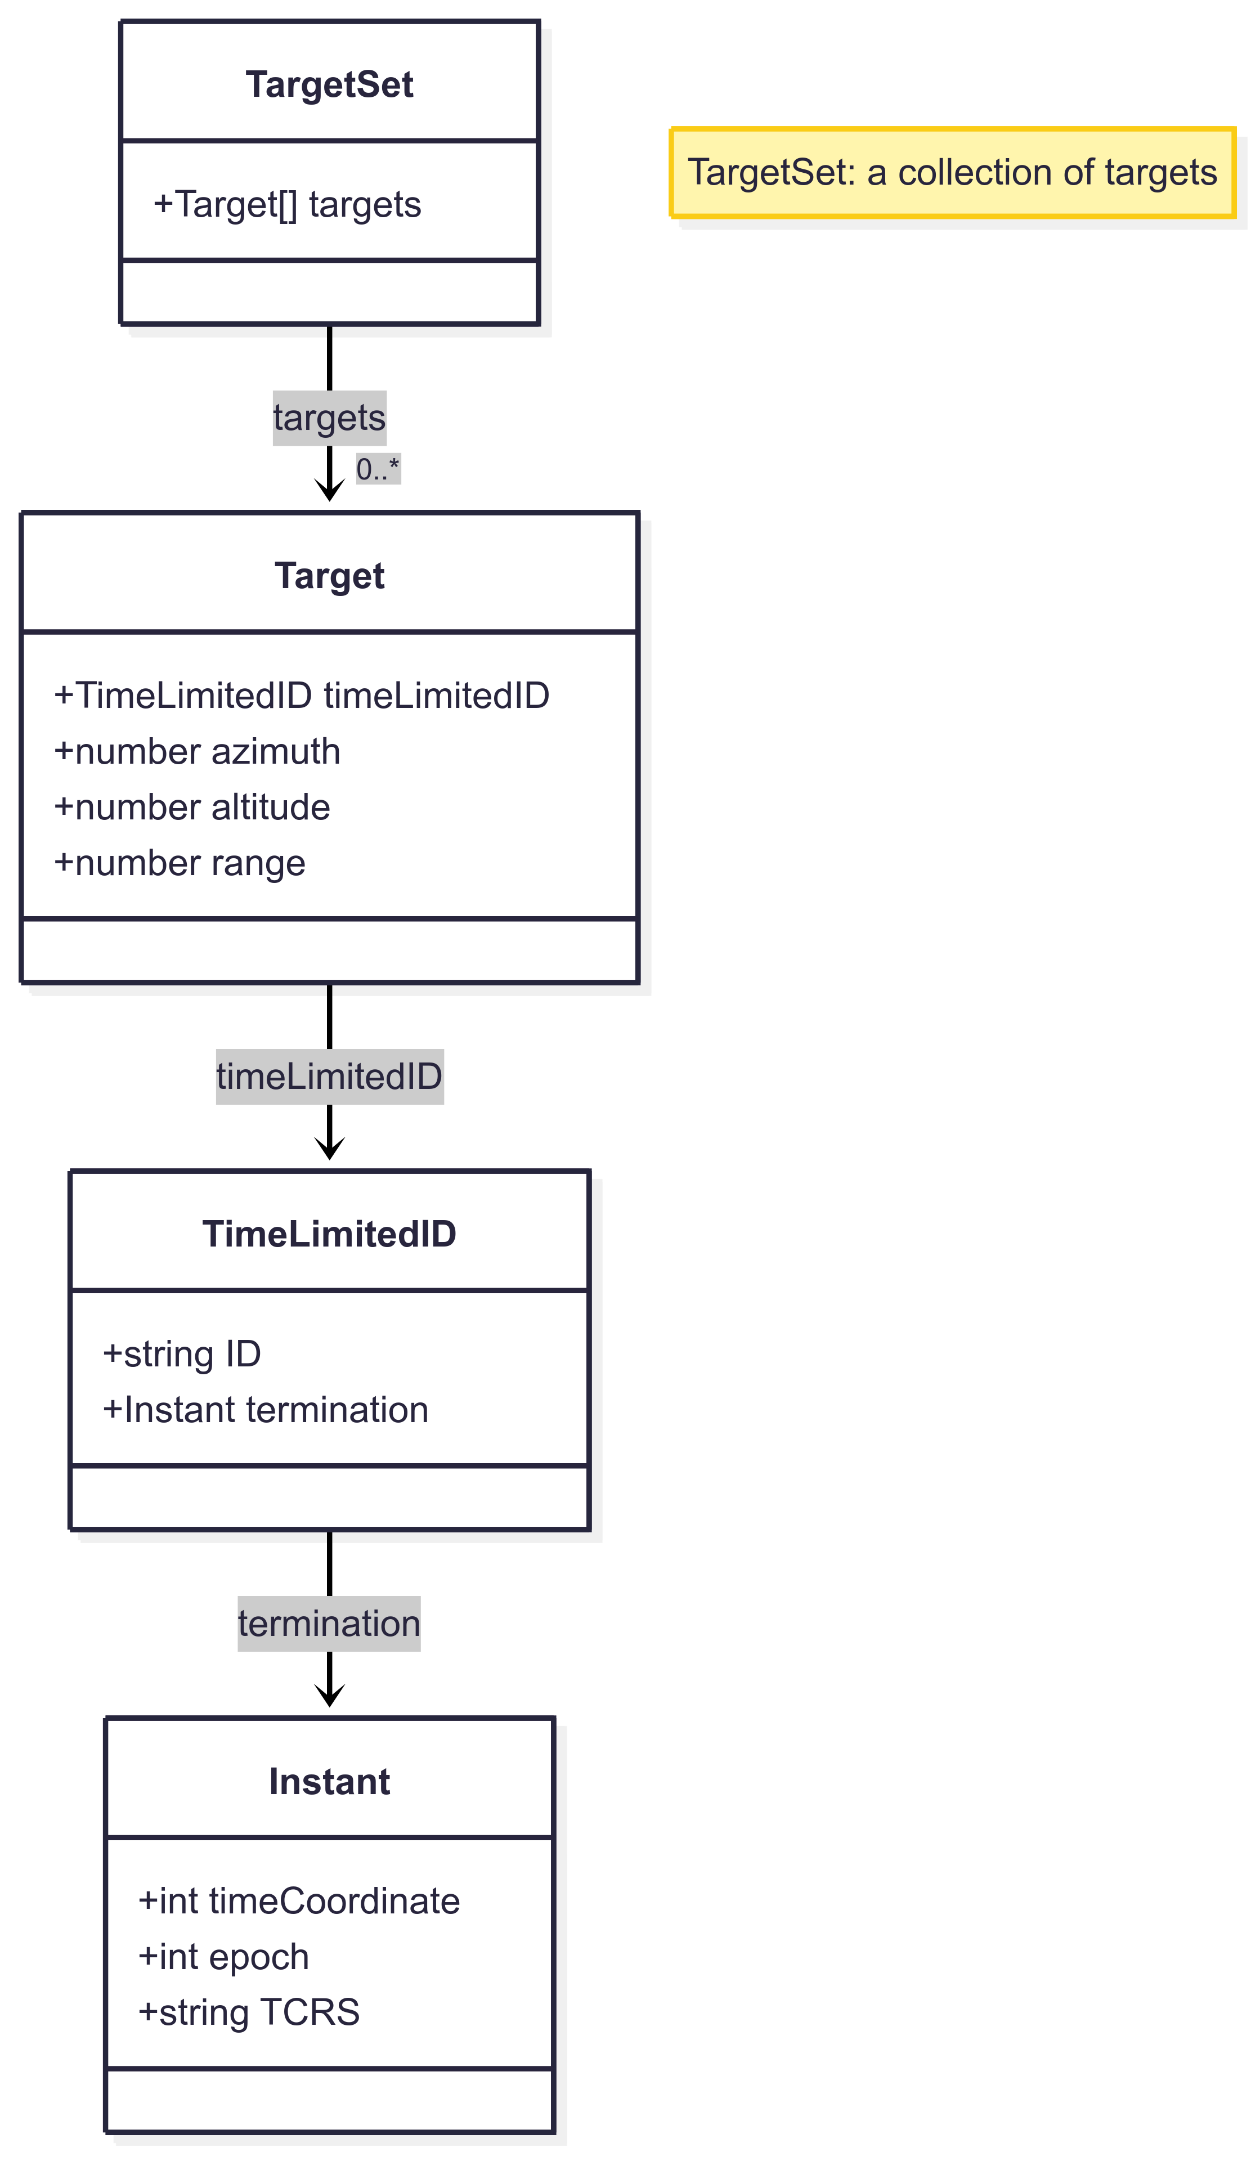 TargetSet
+Target[] targets
TargetSet: a collection of targets
targets
0..*
Target
+TimeLimitedID timeLimitedID
+number azimuth
+number altitude
+number range
timeLimitedID
TimeLimitedID
+string ID
+Instant termination
termination
Instant
+int timeCoordinate
+int epoch
+string TCRS